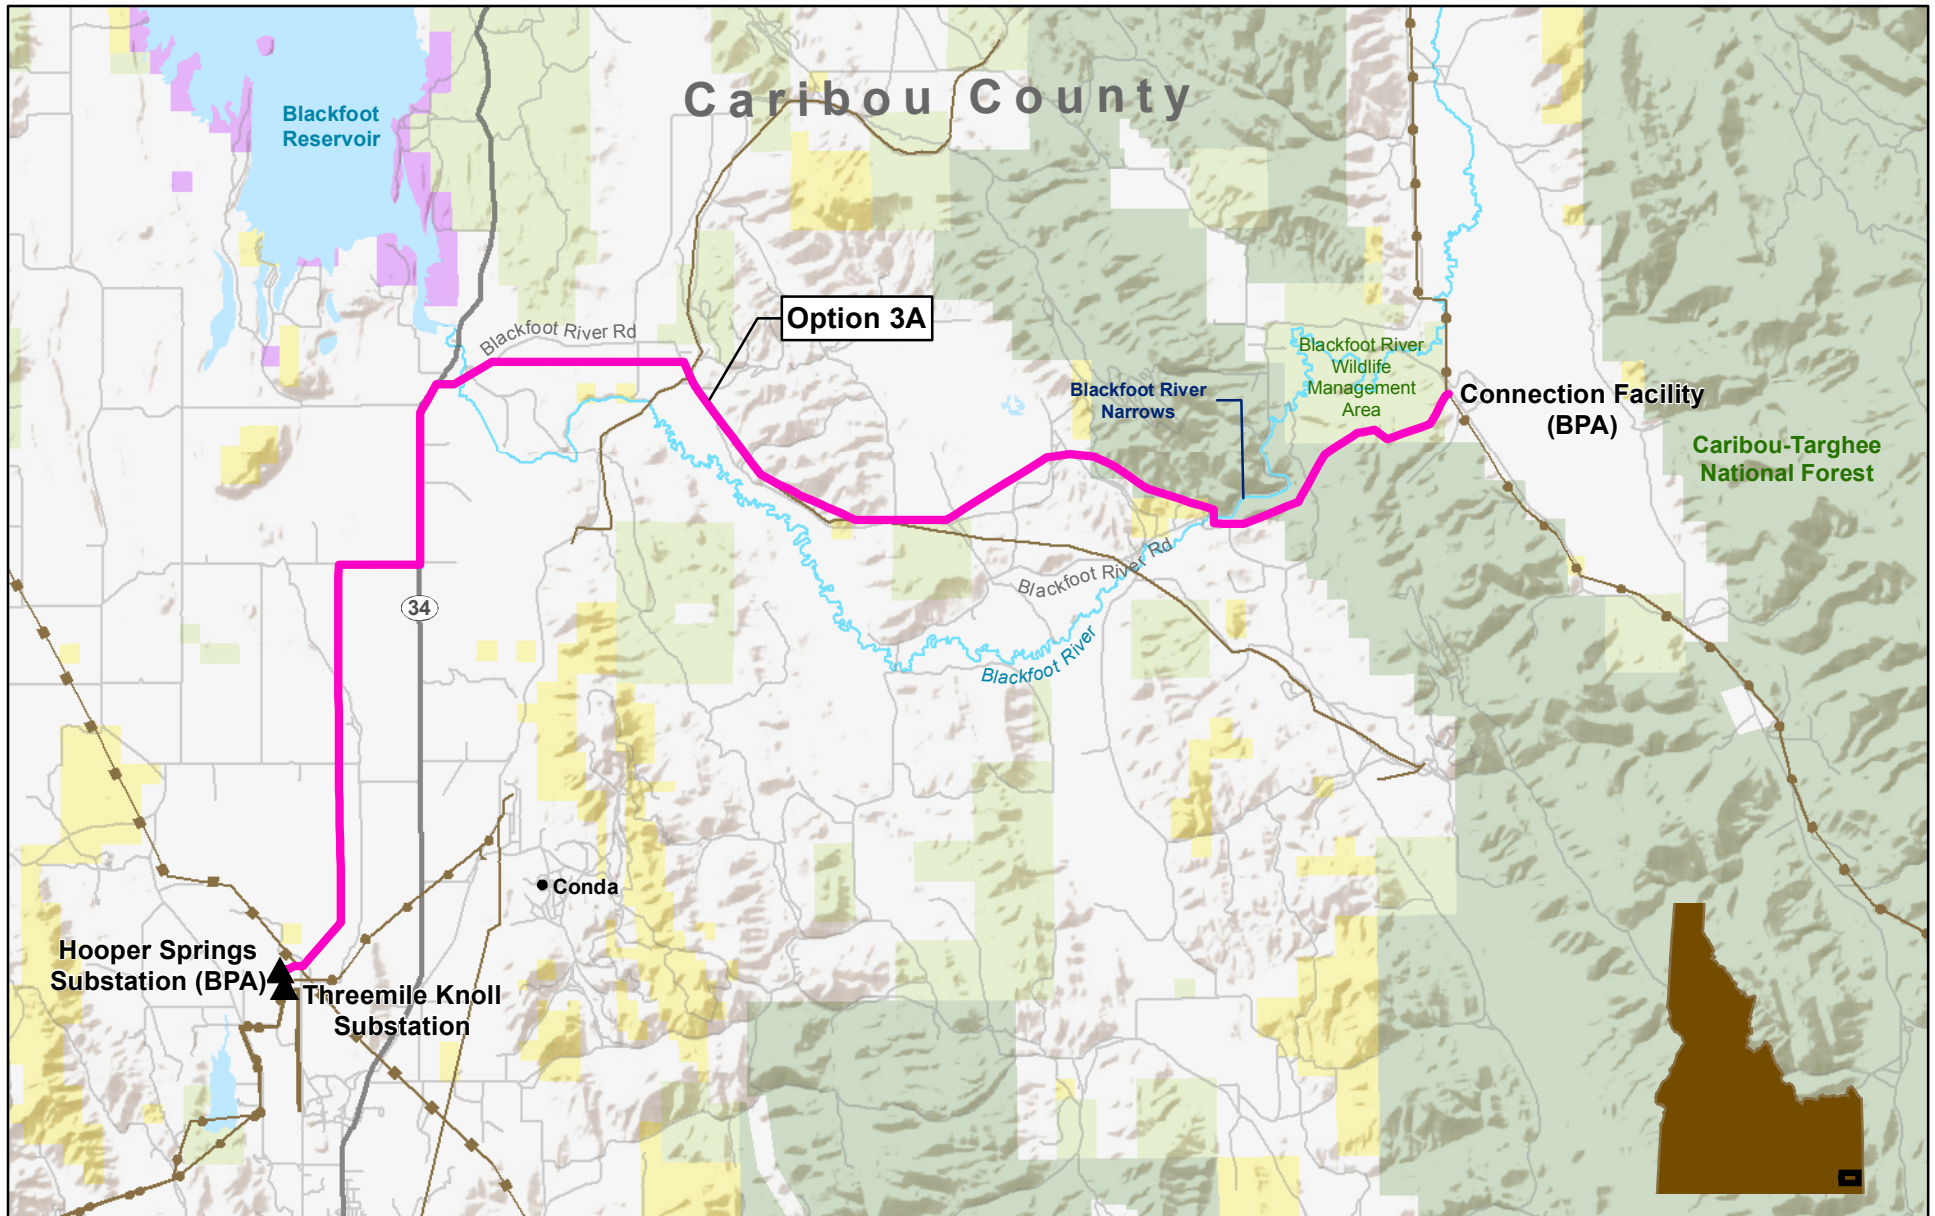 Caribou County
Blackfoot
Reservoir
Blackfoot River Rd
Option 3A
Blackfoot River
Wildlife
Management
Area
Blackfoot River
Narrows
Connection Facility
(BPA)
Caribou-Targhee
National Forest
Blackfoot River Rd
34
Blackfoot River
Conda
Hooper Springs
Substation (BPA)
Threemile Knoll
Substation